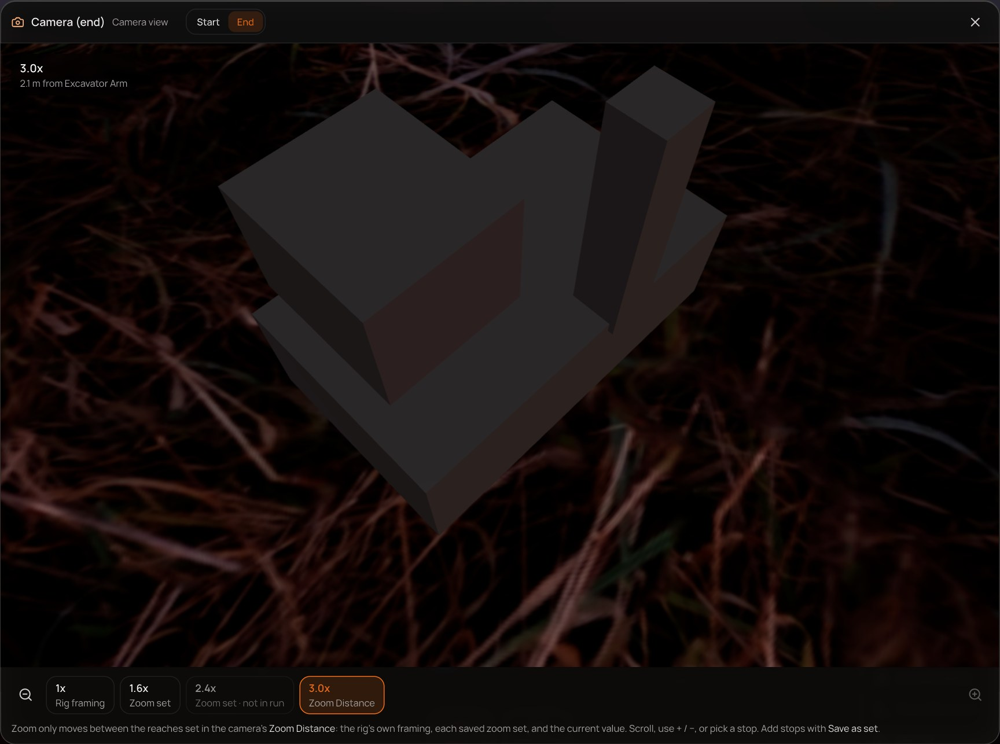 Camera (end) Camera view Start End
3.0x
2.1 m from Excavator Arm
1x
Rig framing
1.6x
Zoom set
2.4x
Zoom set · not in run
3.0x
Zoom Distance
Zoom only moves between the reaches set in the camera's Zoom Distance: the rig's own framing, each saved zoom set, and the current value. Scroll, use + / −, or pick a stop. Add stops with Save as set.